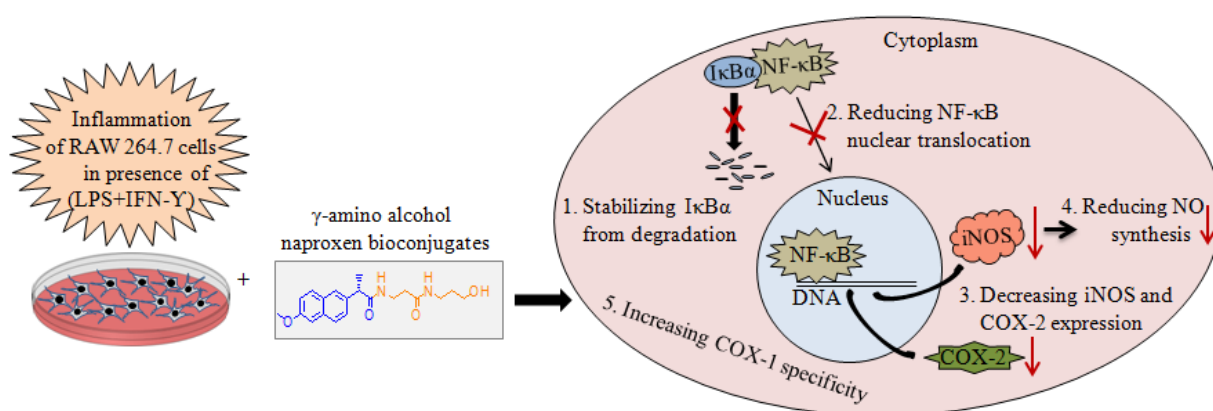 Inflammation
of RAW 264.7 cells
in presence of
(LPS+IFN-Ƴ)
+
γ-amino alcohol
naproxen bioconjugates
O
O
H
N
O
H
N
OH
Cytoplasm
IκBα
NF-κB
2. Reducing NF-κB
nuclear translocation
1. Stabilizing IκBα
from degradation
Nucleus
NF-κB
DNA
iNOS
4. Reducing NO
synthesis
3. Decreasing iNOS and
COX-2 expression
COX-2
5. Increasing COX-1 specificity